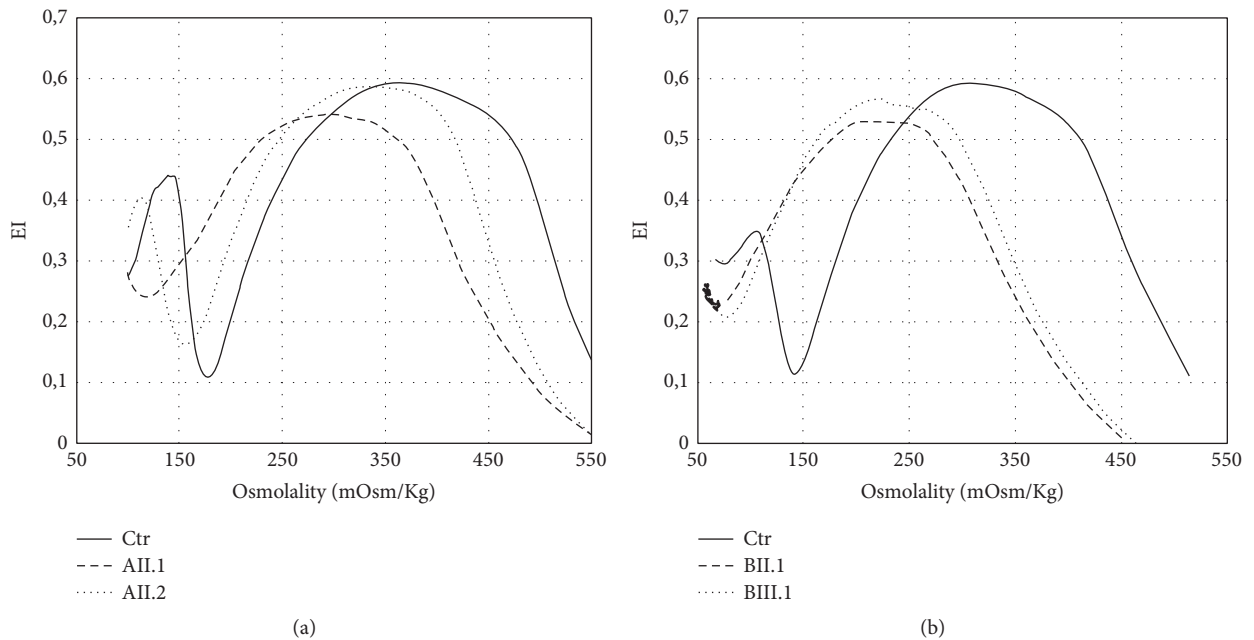 0,7
0,6
0,5
0,4
0,3
0,2
0,1
0
EI
50 150 250 350 450 550
Osmolality (mOsm/Kg)
Ctr
AII.1
AII.2
(a)
0,7
0,6
0,5
0,4
0,3
0,2
0,1
0
EI
50 150 250 350 450 550
Osmolality (mOsm/Kg)
Ctr
BII.1
BIII.1
(b)